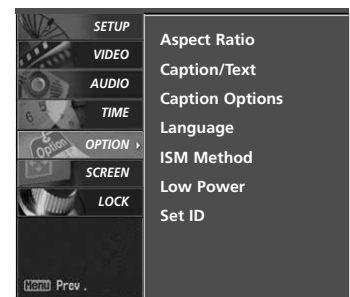 SETUP
VIDEO
AUDIO
TIME
OPTION
SCREEN
LOCK
Menu Prev.
Aspect Ratio
Caption/Text
Caption Options
Language
ISM Method
Low Power
Set ID